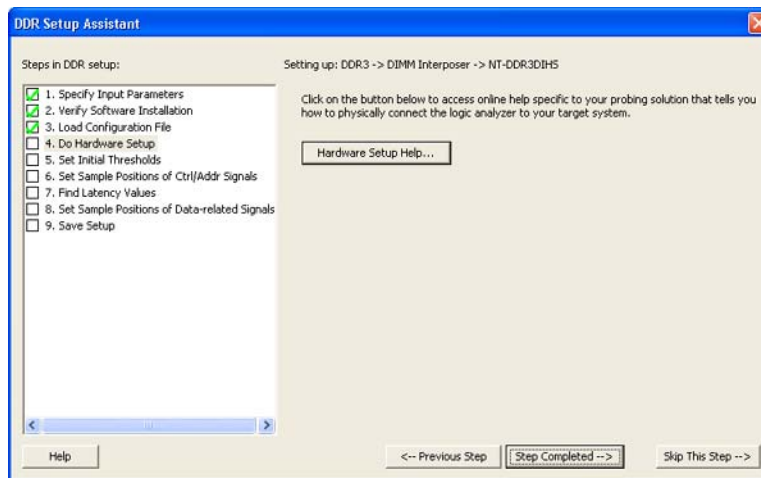 DDR Setup Assistant
Steps in DDR setup:
1. Specify Input Parameters
2. Verify Software Installation
3. Load Configuration File
4. Do Hardware Setup
5. Set Initial Thresholds
6. Set Sample Positions of Ctrl/Addr Signals
7. Find Latency Values
8. Set Sample Positions of Data-related Signals
9. Save Setup
Setting up: DDR3 -> DIMM Interposer -> NT-DDR3DIHS
Click on the button below to access online help specific to your probing solution that tells you
how to physically connect the logic analyzer to your target system.
Hardware Setup Help...
Help
<-- Previous Step
Step Completed -->
Skip This Step -->